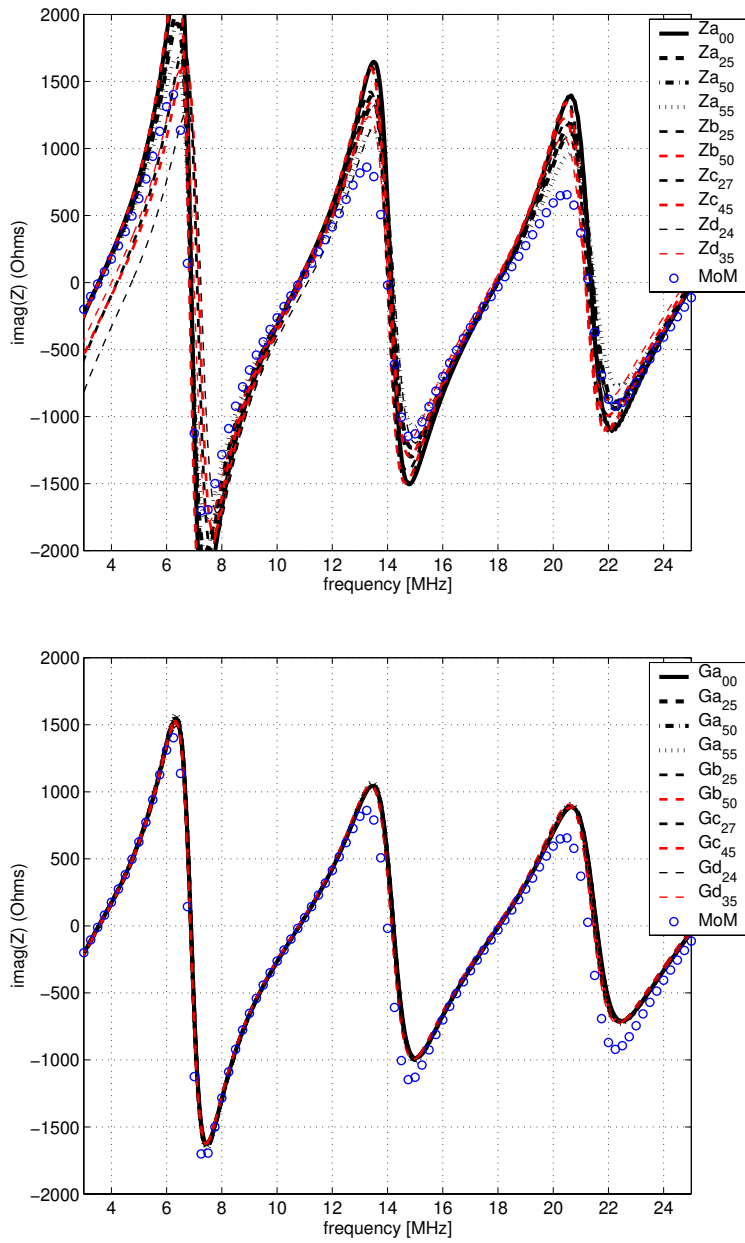 2000
1500
1000
500
0
−500
−1000
−1500
−2000
imag(Z) (Ohms)
4 6 8 10 12 14 16 18 20 22 24
frequency [MHz]
Za00
Za25
Za50
Za55
Zb25
Zb50
Zc27
Zc45
Zd24
Zd35
MoM
2000
1500
1000
500
0
−500
−1000
−1500
−2000
imag(Z) (Ohms)
4 6 8 10 12 14 16 18 20 22 24
frequency [MHz]
Ga00
Ga25
Ga50
Ga55
Gb25
Gb50
Gc27
Gc45
Gd24
Gd35
MoM